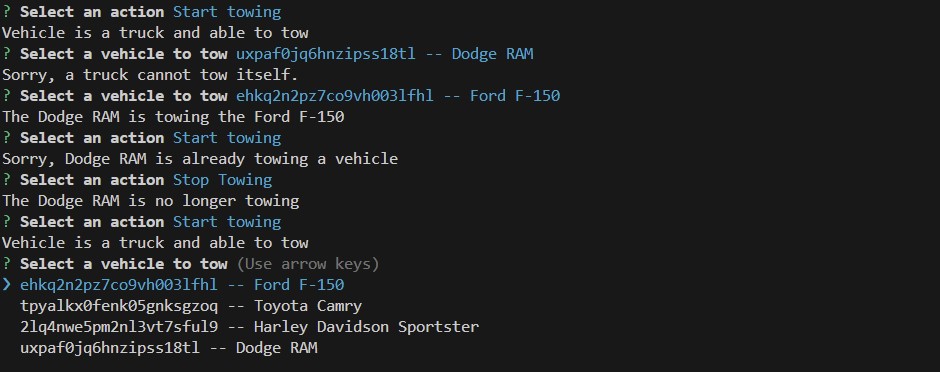 ? Select an action Start towing
Vehicle is a truck and able to tow
? Select a vehicle to tow uxpaf0jq6hnzipss18tl -- Dodge RAM
Sorry, a truck cannot tow itself.
? Select a vehicle to tow ehkq2n2pz7co9vh003lfhl -- Ford F-150
The Dodge RAM is towing the Ford F-150
? Select an action Start towing
Sorry, Dodge RAM is already towing a vehicle
? Select an action Stop Towing
The Dodge RAM is no longer towing
? Select an action Start towing
Vehicle is a truck and able to tow
? Select a vehicle to tow (Use arrow keys)
❯ ehkq2n2pz7co9vh003lfhl -- Ford F-150
tpyalkx0fenk05gnksgzoq -- Toyota Camry
2lq4nwe5pm2nl3vt7sful9 -- Harley Davidson Sportster
uxpaf0jq6hnzipss18tl -- Dodge RAM